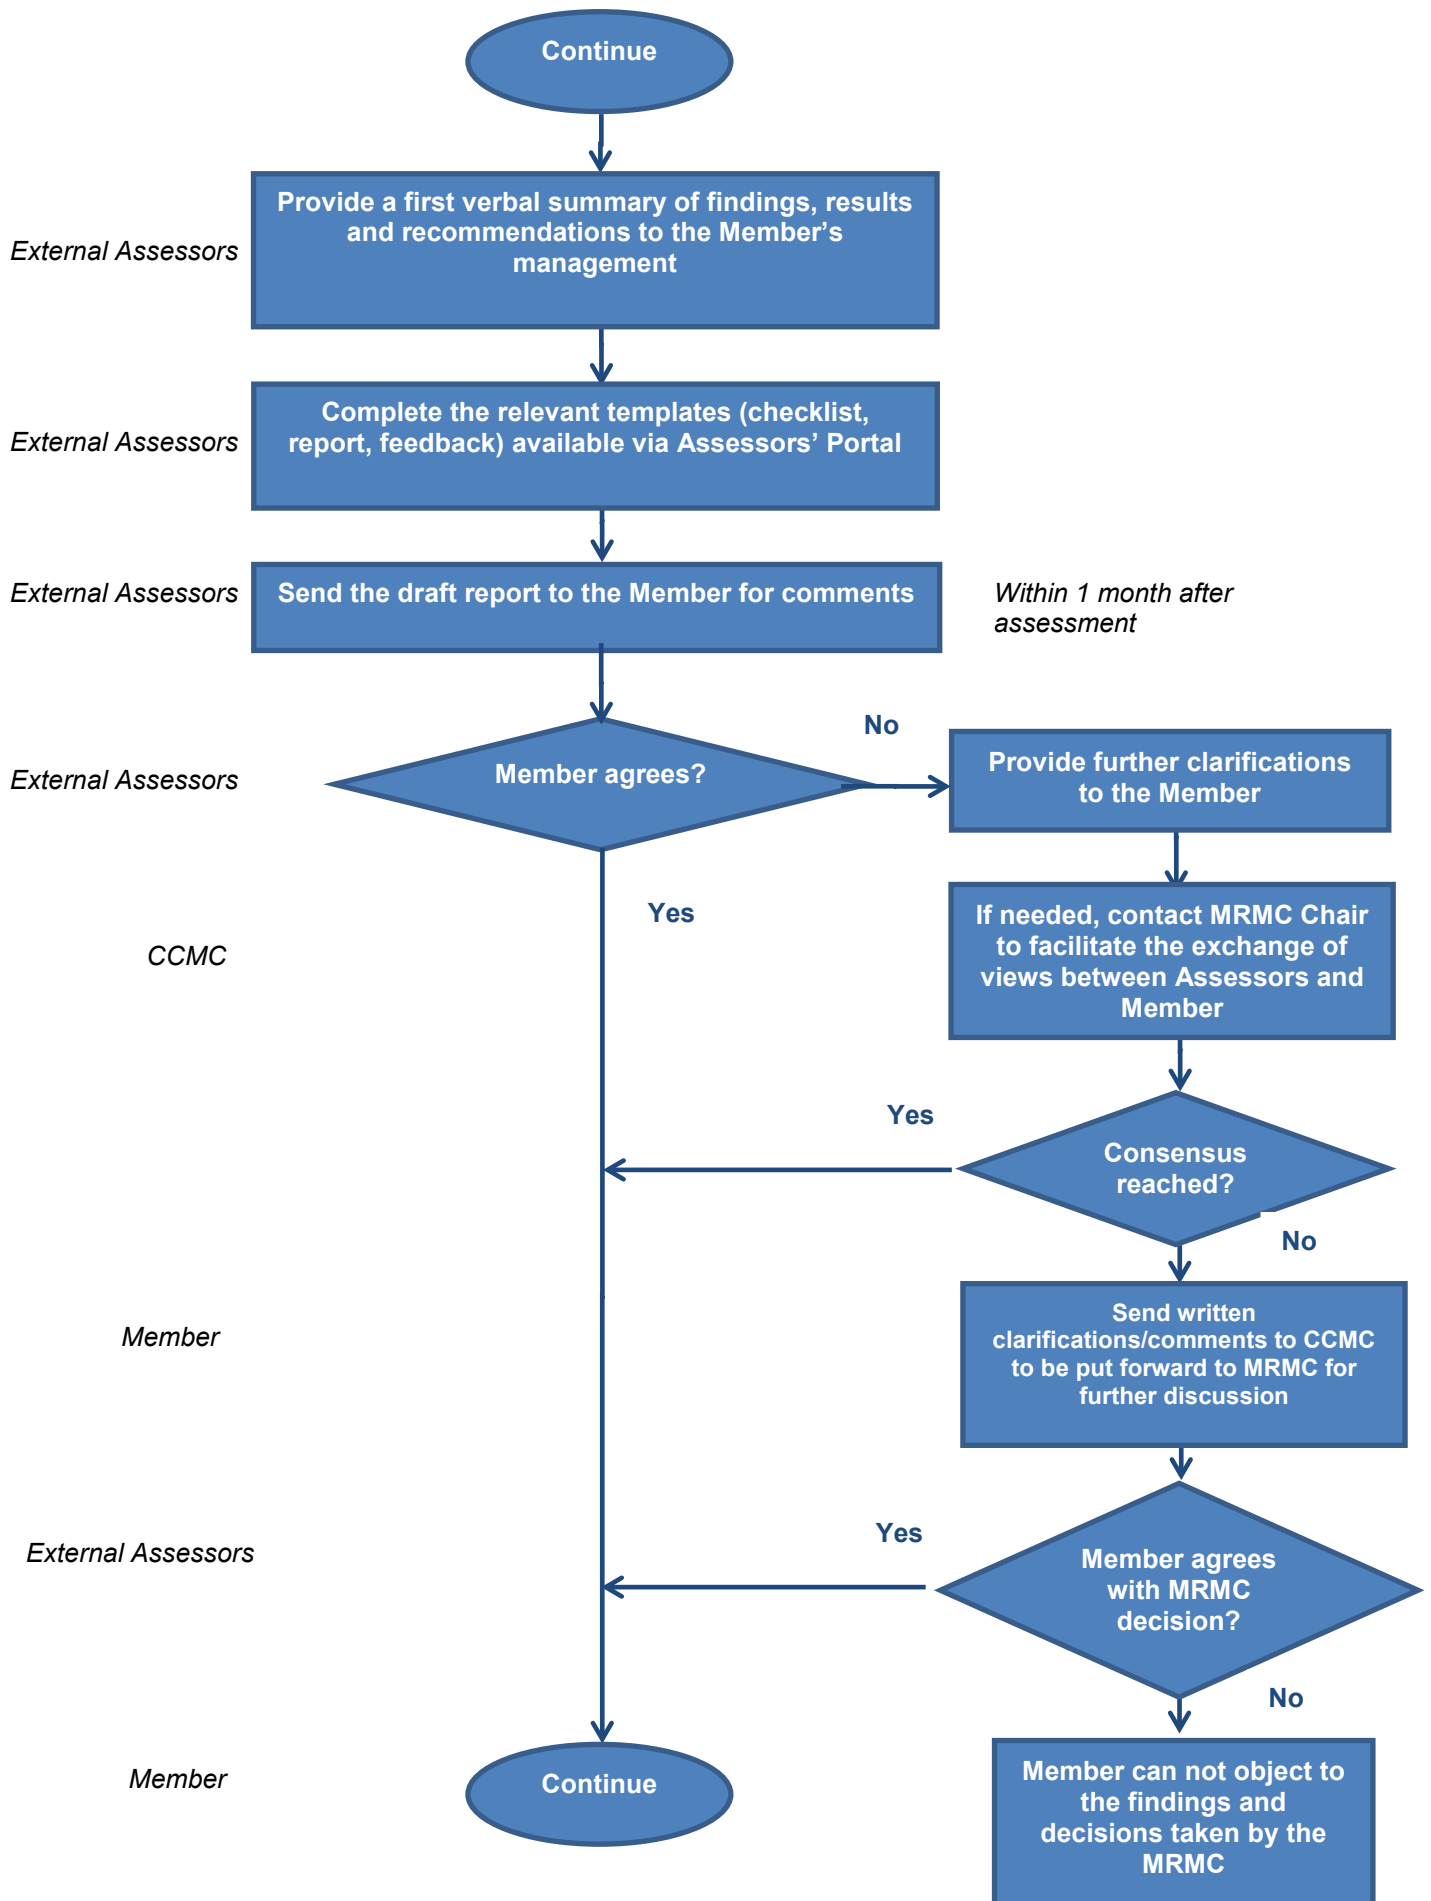 Continue
Provide a first verbal summary of findings, results
and recommendations to the Member’s
management
External Assessors
Complete the relevant templates (checklist,
report, feedback) available via Assessors’ Portal
External Assessors
External Assessors
Send the draft report to the Member for comments
Within 1 month after
assessment
No
External Assessors
Member agrees?
Provide further clarifications
to the Member
Yes
CCMC
If needed, contact MRMC Chair
to facilitate the exchange of
views between Assessors and
Member
Yes
Consensus
reached?
No
Member
Send written
clarifications/comments to CCMC
to be put forward to MRMC for
further discussion
Yes
External Assessors
Member agrees
with MRMC
decision?
No
Member
Continue
Member can not object to
the findings and
decisions taken by the
MRMC